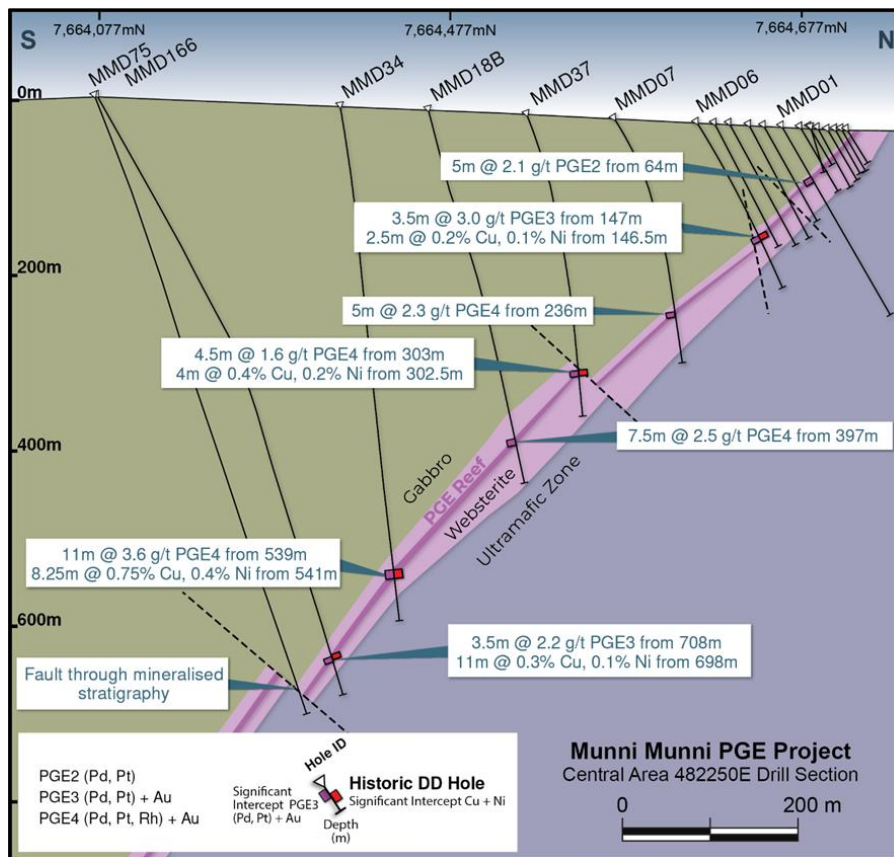 S
7,664,077mN
7,664,477mN
7,664,677mN
N
MMD75
MMD166
MMD34
MMD18B
MMD37
MMD07
MMD06
MMD01
0m
5m @ 2.1 g/t PGE2 from 64m
3.5m @ 3.0 g/t PGE3 from 147m
2.5m @ 0.2% Cu, 0.1% Ni from 146.5m
200m
5m @ 2.3 g/t PGE4 from 236m
4.5m @ 1.6 g/t PGE4 from 303m
4m @ 0.4% Cu, 0.2% Ni from 302.5m
400m
7.5m @ 2.5 g/t PGE4 from 397m
Gabbro
PGE Reef
Websterite
Ultramafic Zone
11m @ 3.6 g/t PGE4 from 539m
8.25m @ 0.75% Cu, 0.4% Ni from 541m
600m
3.5m @ 2.2 g/t PGE3 from 708m
11m @ 0.3% Cu, 0.1% Ni from 698m
Fault through mineralised
stratigraphy
PGE2 (Pd, Pt)
PGE3 (Pd, Pt) + Au
PGE4 (Pd, Pt, Rh) + Au
Hole ID
Significant
Intercept PGE3
(Pd, Pt) + Au
Historic DD Hole
Significant Intercept Cu + Ni
Depth
(m)
Munni Munni PGE Project
Central Area 482250E Drill Section
0
200 m